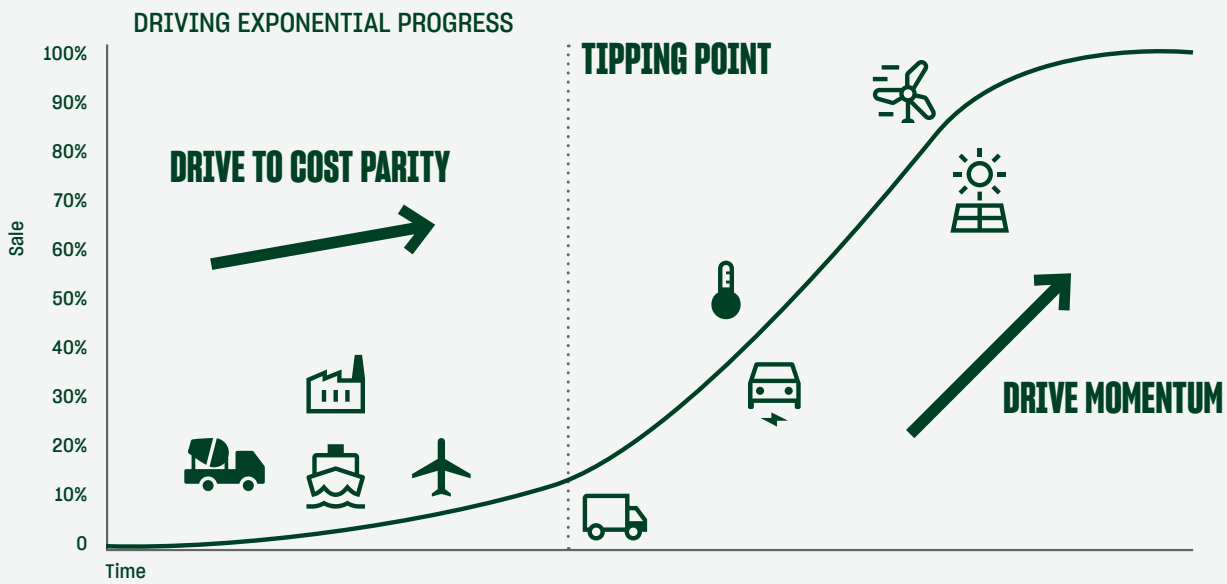 DRIVING EXPONENTIAL PROGRESS
100%
90%
80%
70%
60%
50%
40%
30%
20%
10%
0
Sale
Time
TIPPING POINT
DRIVE TO COST PARITY
DRIVE MOMENTUM